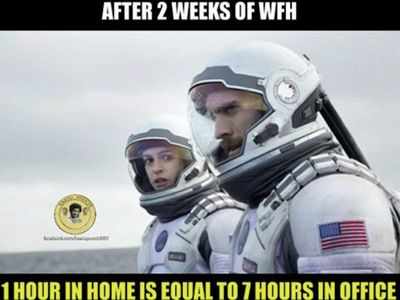 AFTER 2 WEEKS OF WFH
1 HOUR IN HOME IS EQUAL TO 7 HOURS IN OFFICE